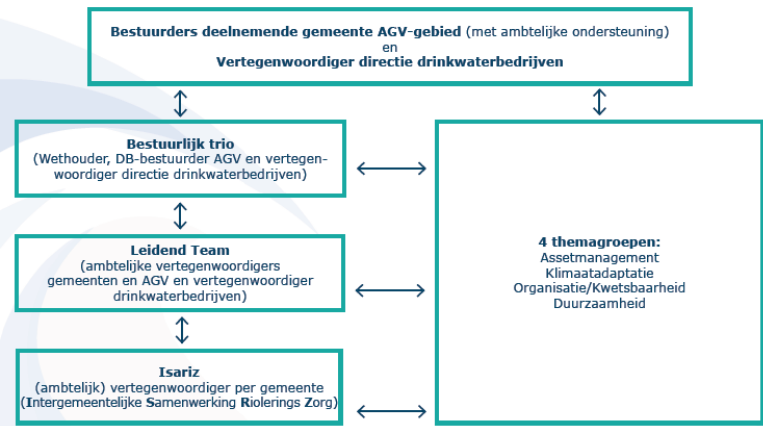 Bestuurders deelnemende gemeente AGV-gebied (met ambtelijke ondersteuning)
en
Vertegenwoordiger directie drinkwaterbedrijven
Bestuurlijk trio
(Wethouder, DB-bestuurder AGV en vertegen-
woordiger directie drinkwaterbedrijven)
Leidend Team
(ambtelijke vertegenwoordigers
gemeenten en AGV en vertegenwoordiger
drinkwaterbedrijven)
Isariz
(ambtelijk) vertegenwoordiger per gemeente
(Intergemeentelijke Samenwerking Riolerings Zorg)
4 themagroepen:
Assetmanagement
Klimaatadaptatie
Organisatie/Kwetsbaarheid
Duurzaamheid